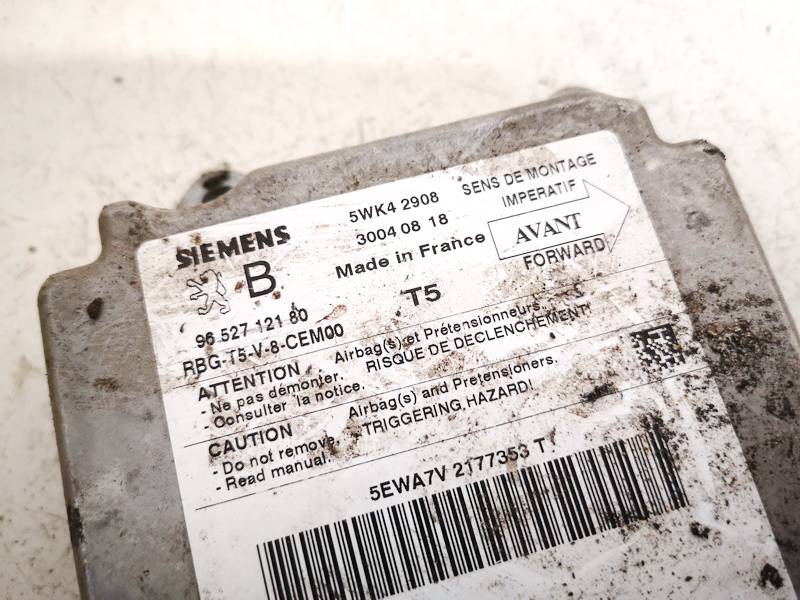 SIEMENS
B
5WK4 2908
3004 08 18
Made in France
SENS DE MONTAGE
IMPERATIF
AVANT
FORWARD
96 527 121 80
T5
RBG-T5-V-8-CEM00
ATTENTION
- Ne pas démonter.
- Consulter la notice.
Airbag(s) et Prétensionneurs
RISQUE DE DECLENCHEMENT!
CAUTION
- Do not remove
- Read manual.
Airbag(s) and Pretensioners.
TRIGGERING HAZARD!
5EWA7V 2177353 T